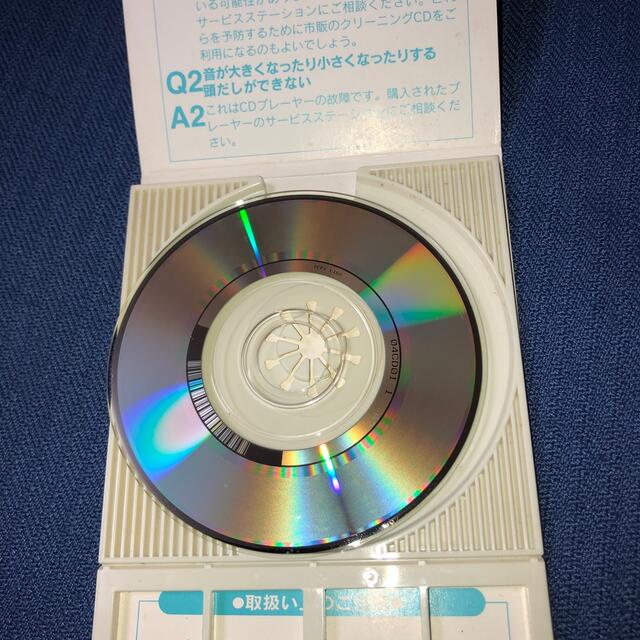 サービスステーションにご相談ください。
らを予防するために市販のクリーニングCDをご
利用になるのもよいでしょう。
Q2 音が大きくなったり小さくなったりする
頭だしができない
A2 これはCDプレーヤーの故障です。購入されたプ
レーヤーのサービスステーションにご相談くだ
さい。
04CD01 1
●取扱い上のご